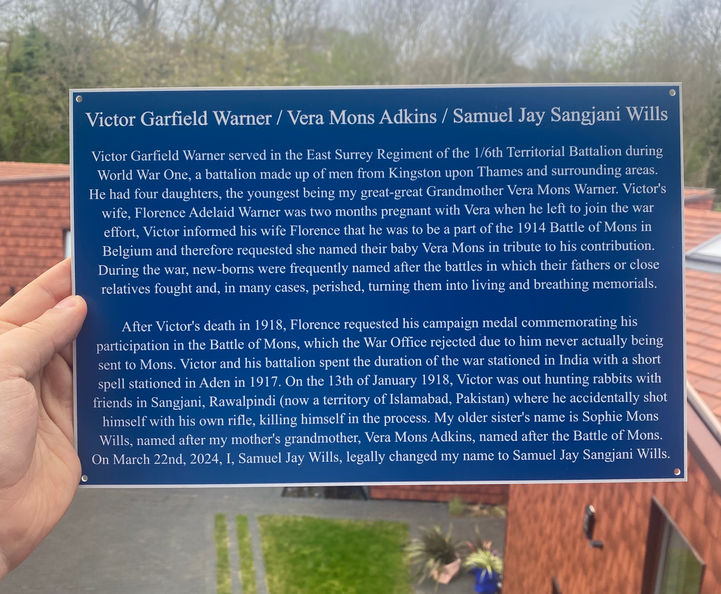 Victor Garfield Warner / Vera Mons Adkins / Samuel Jay Sangjani Wills
Victor Garfield Warner served in the East Surrey Regiment of the 1/6th Territorial Battalion during
World War One, a battalion made up of men from Kingston upon Thames and surrounding areas.
He had four daughters, the youngest being my great-great Grandmother Vera Mons Warner. Victor's
wife, Florence Adelaid Warner was two months pregnant with Vera when he left to join the war
effort, Victor informed his wife Florence that he was to be a part of the 1914 Battle of Mons in
Belgium and therefore requested she named their baby Vera Mons in tribute to his contribution.
During the war, new-borns were frequently named after the battles in which their fathers or close
relatives fought and, in many cases, perished, turning them into living and breathing memorials.
After Victor's death in 1918, Florence requested his campaign medal commemorating his
participation in the Battle of Mons, which the War Office rejected due to him never actually being
sent to Mons. Victor and his battalion spent the duration of the war stationed in India with a short
spell stationed in Aden in 1917. On the 13th of January 1918, Victor was out hunting rabbits with
friends in Sangjani, Rawalpindi (now a territory of Islamabad, Pakistan) where he accidentally shot
himself with his own rifle, killing himself in the process. My older sister's name is Sophie Mons
Wills, named after my mother's grandmother, Vera Mons Adkins, named after the Battle of Mons.
On March 22nd, 2024, I, Samuel Jay Wills, legally changed my name to Samuel Jay Sangjani Wills.